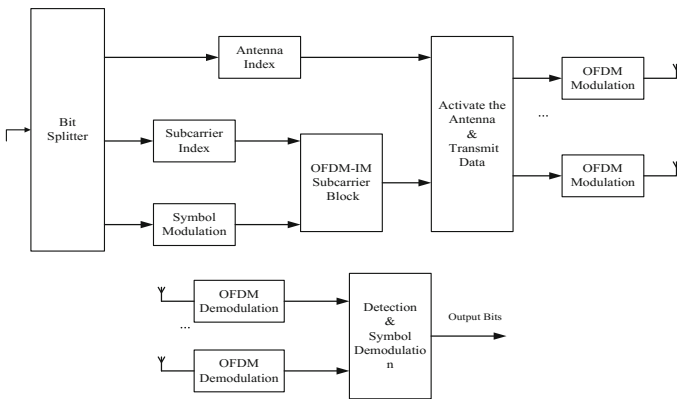 Bit
Splitter
Antenna
Index
Subcarrier
Index
Symbol
Modulation
OFDM-IM
Subcarrier
Block
Activate the
Antenna
&
Transmit
Data
OFDM
Modulation
...
OFDM
Modulation
OFDM
Demodulation
...
OFDM
Demodulation
Detection
&
Symbol
Demodulatio
n
Output Bits